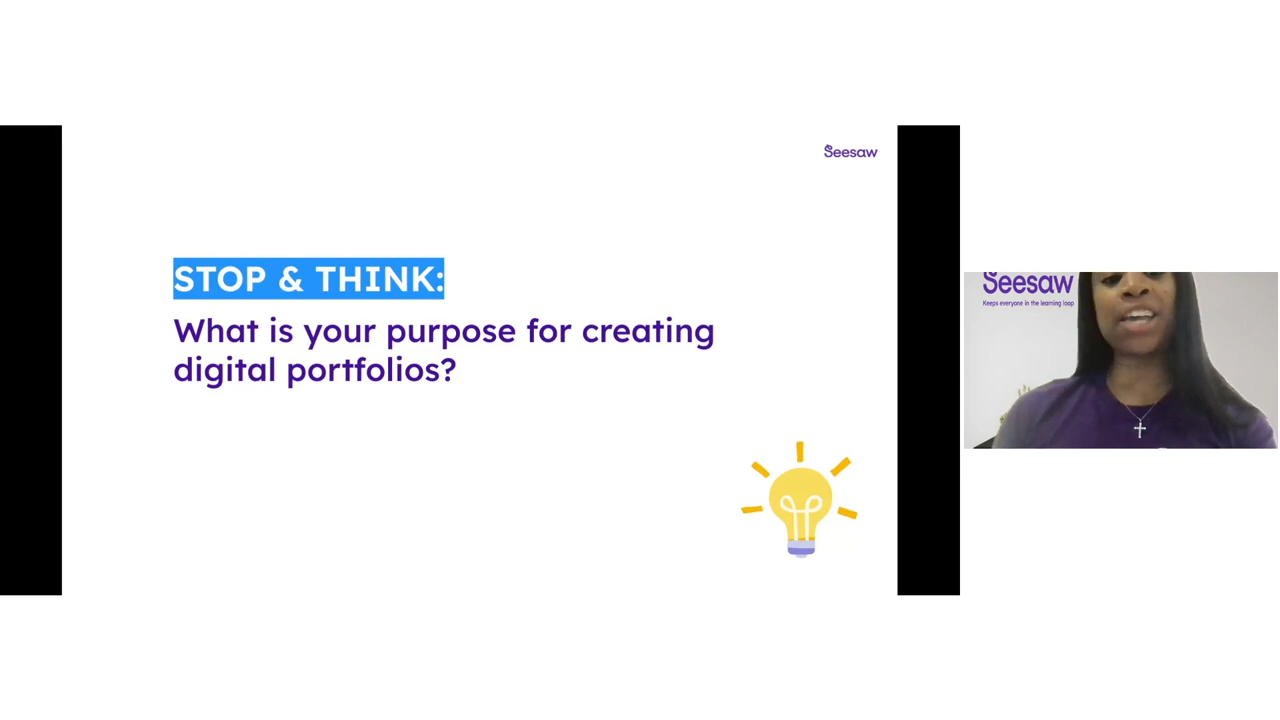 Seesaw
STOP & THINK:
What is your purpose for creating
digital portfolios?
Seesaw
Keeps everyone in the learning loop